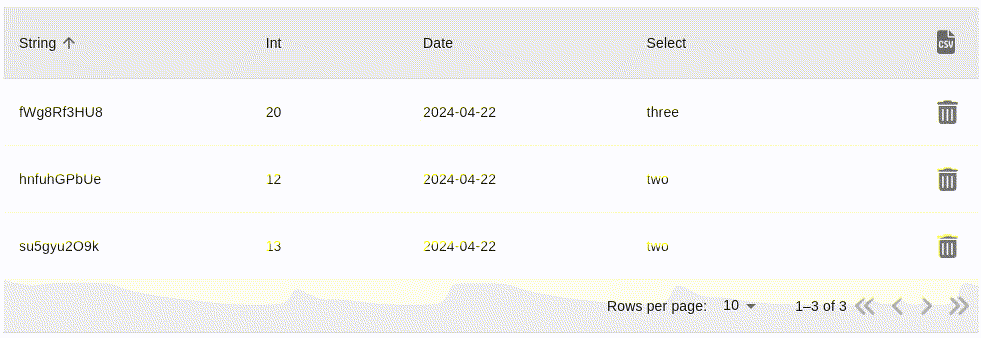 String Int Date Select CSV
fWg8Rf3HU8 20 2024-04-22 three
hnfuhGPbUe 12 2024-04-22 two
su5gyu2O9k 13 2024-04-22 two
Rows per page: 10 1–3 of 3